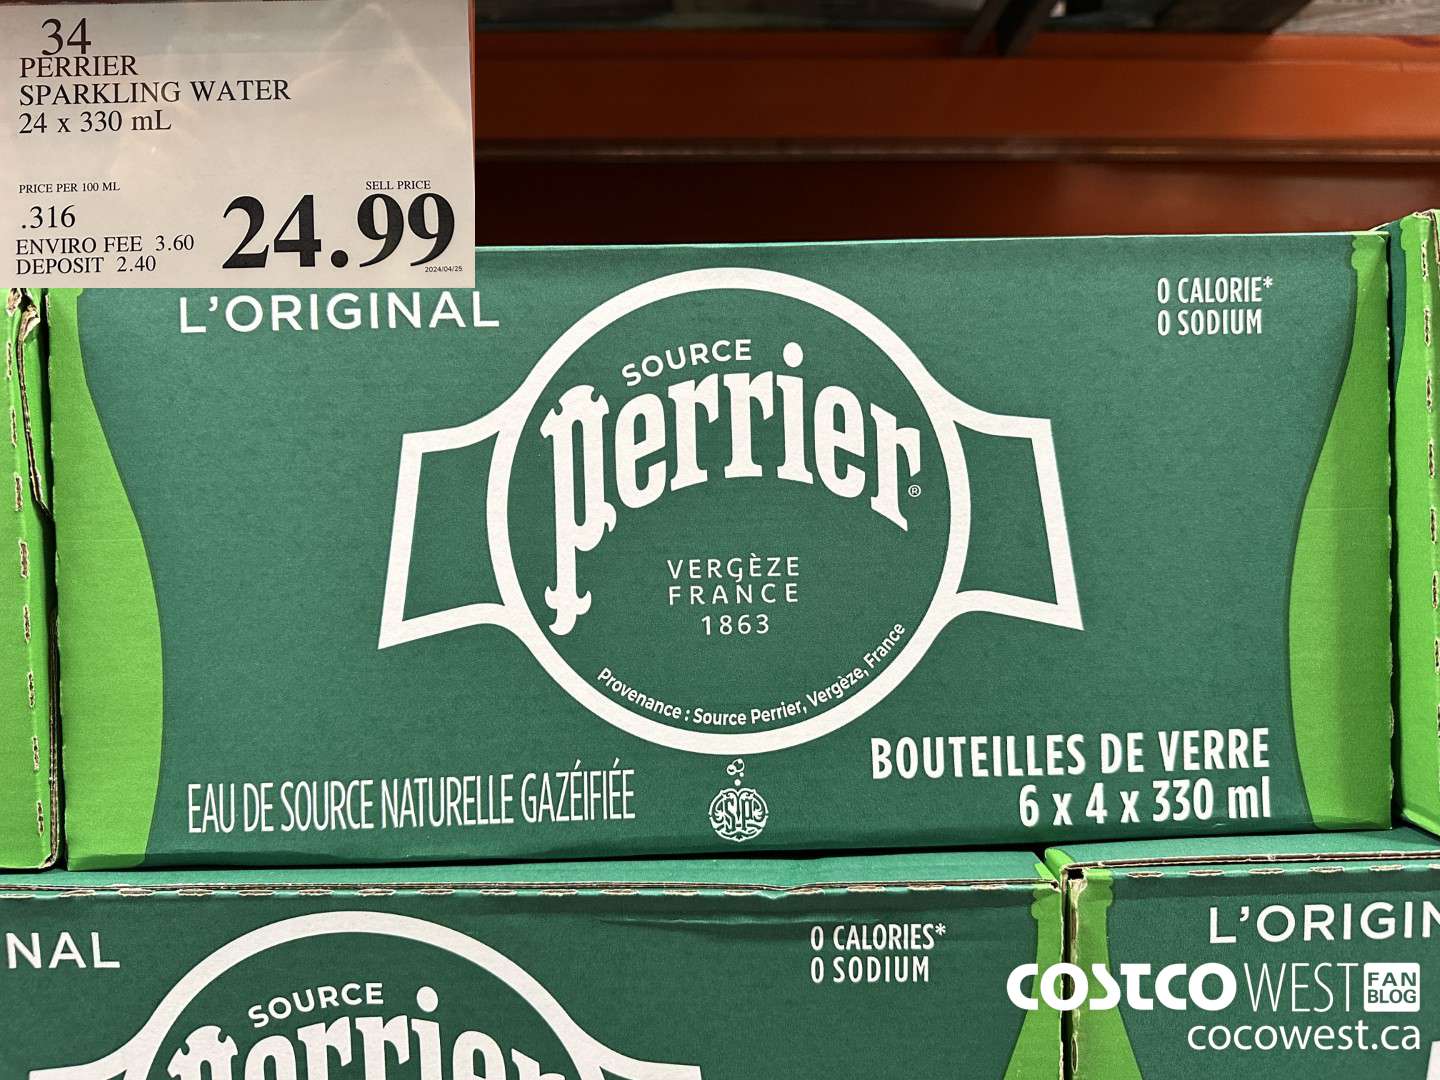 34
PERRIER
SPARKLING WATER
24 x 330 mL
PRICE PER 100 ML
SELL PRICE
.316
24.99
ENVIRO FEE 3.60
DEPOSIT 2.40
2024/04/25
L'ORIGINAL
0 CALORIE*
0 SODIUM
SOURCE
perrier®
VERGÈZE
FRANCE
1863
Provenance : Source Perrier, Vergèze, France
EAU DE SOURCE NATURELLE GAZÉIFIÉE
BOUTEILLES DE VERRE
6 x 4 x 330 ml
NAL
0 CALORIES*
0 SODIUM
L'ORIGIN
SOURCE
perrier
COSTCO WEST FAN BLOG
cocowest.ca